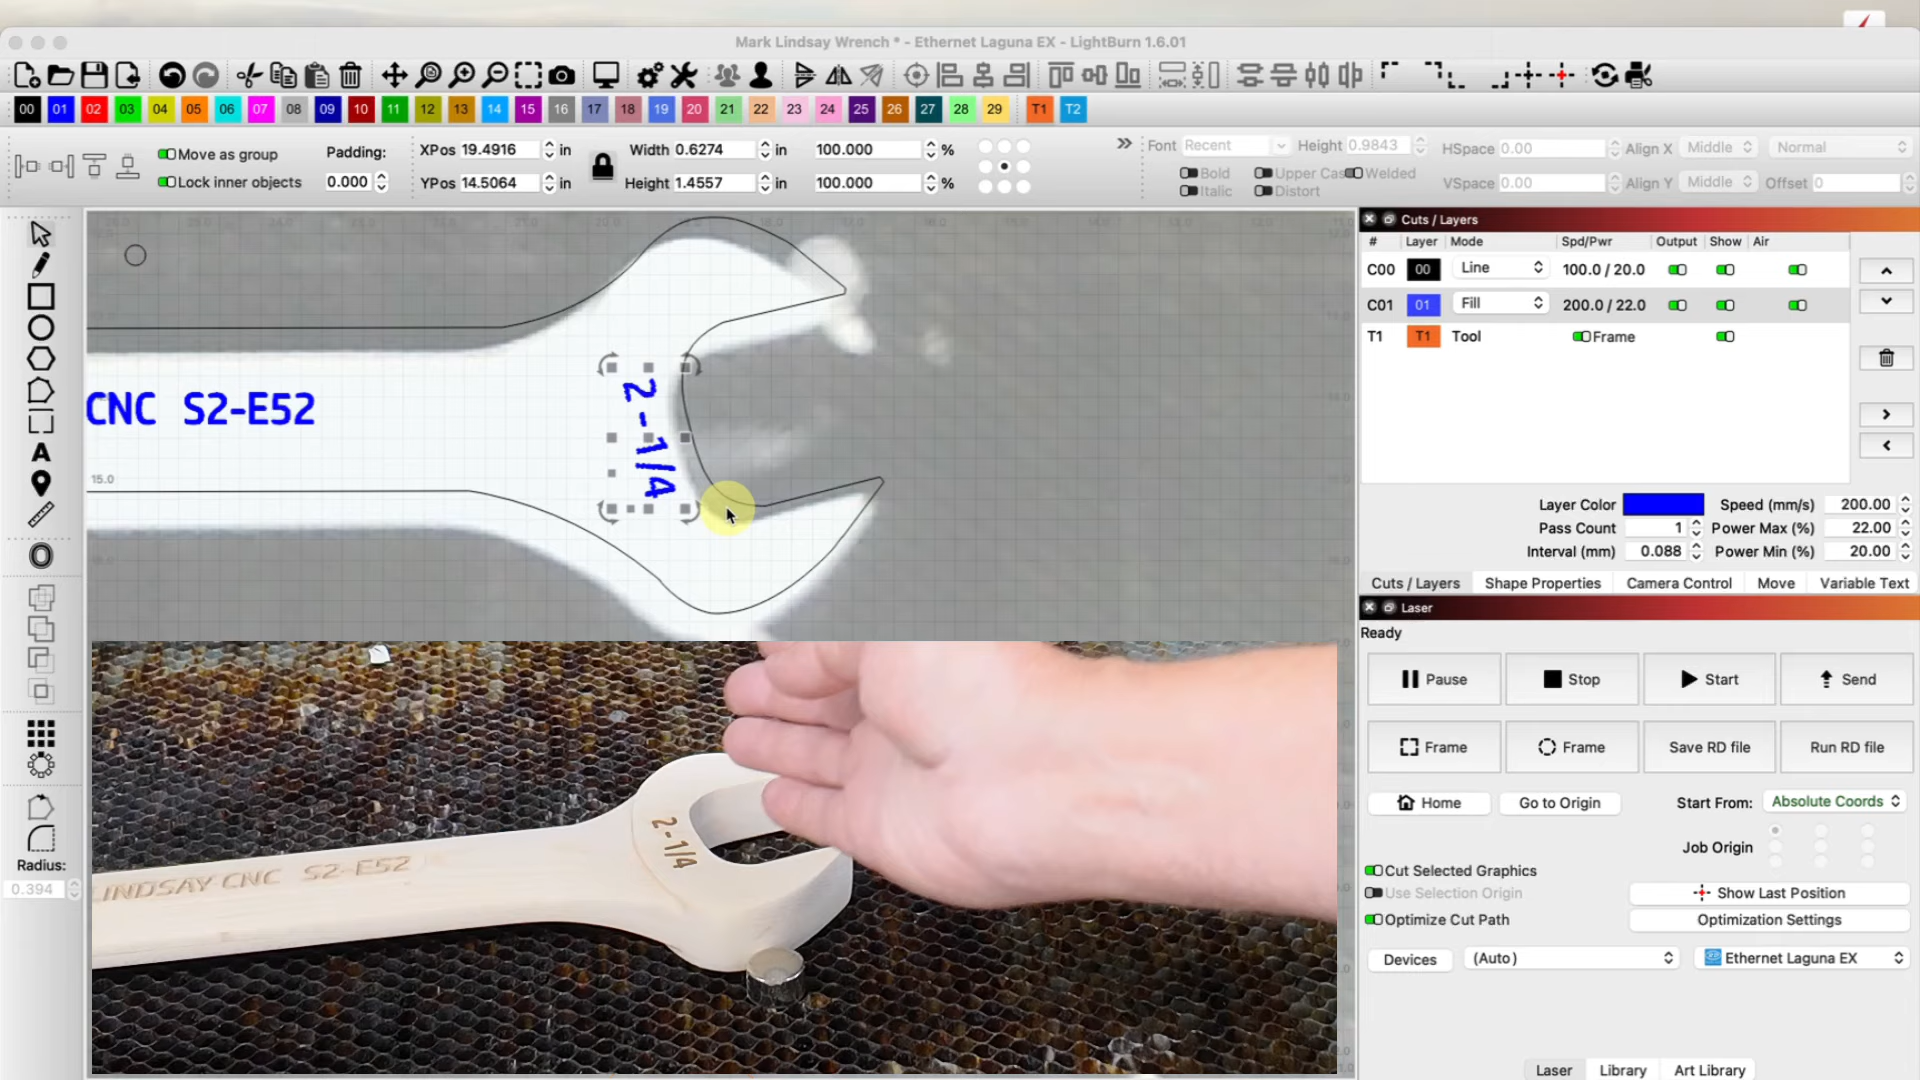 Mark Lindsay Wrench * - Ethernet Laguna EX - LightBurn 1.6.01
00 01 02 03 04 05 06 07 08 09 10 11 12 13 14 15 16 17 18 19 20 21 22 23 24 25 26 27 28 29 T1 T2
Move as group
Lock inner objects
Padding:
0.000
XPos 19.4916 in
YPos 14.5064 in
Width 0.6274 in 100.000 %
Height 1.4557 in 100.000 %
Font Recent Height 0.9843
Bold Upper Cas Welded
Italic Distort
HSpace 0.00 Align X Middle Normal
VSpace 0.00 Align Y Middle Offset 0
Cuts / Layers
# Layer Mode Spd/Pwr Output Show Air
C00 00 Line 100.0 / 20.0
C01 01 Fill 200.0 / 22.0
T1 T1 Tool Frame
CNC S2-E52
2-1/4
15.0
Layer Color Speed (mm/s) 200.00
Pass Count 1 Power Max (%) 22.00
Interval (mm) 0.088 Power Min (%) 20.00
Cuts / Layers Shape Properties Camera Control Move Variable Text
Laser
Ready
Pause Stop Start Send
Frame Frame Save RD file Run RD file
Home Go to Origin Start From: Absolute Coords
Job Origin
Cut Selected Graphics
Use Selection Origin Show Last Position
Optimize Cut Path Optimization Settings
Devices (Auto) Ethernet Laguna EX
Laser Library Art Library
Radius:
0.394
LINDSAY CNC S2-E52
2-1/4